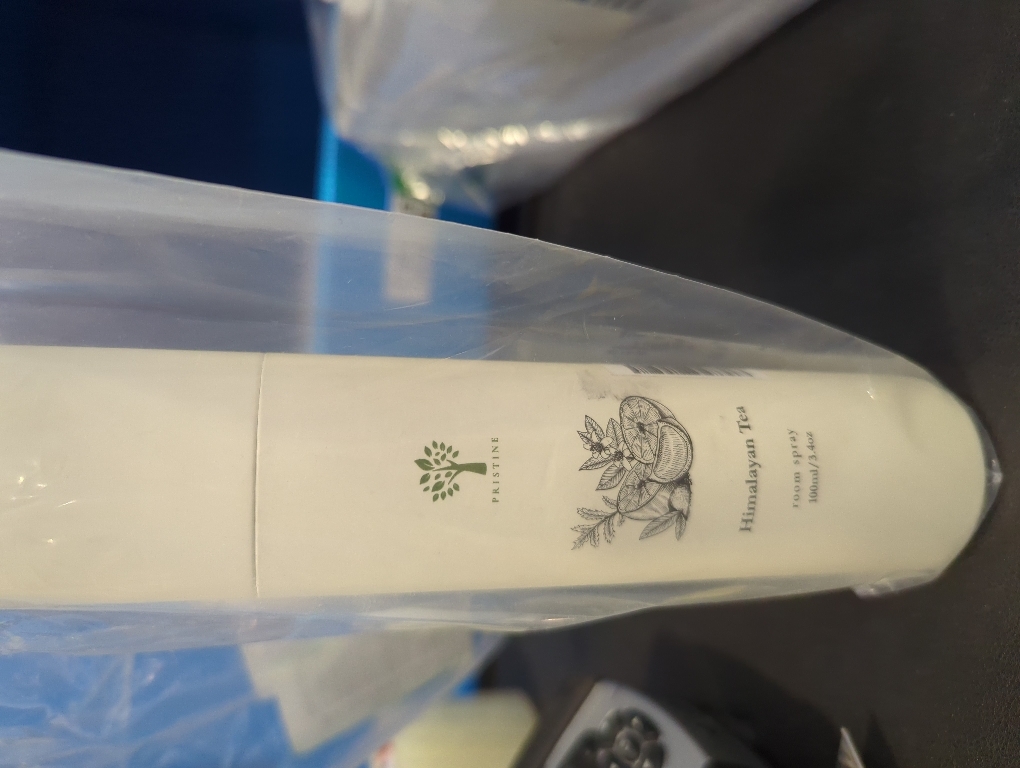 PRISTINE
Himalayan Tea
room spray
100ml/3.4oz